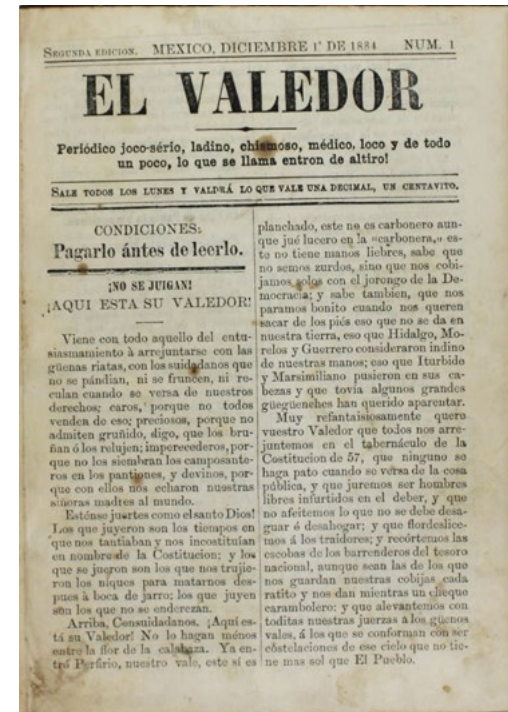 SEGUNDA EDICION. MEXICO, DICIEMBRE 1º DE 1884 NUM. 1
EL VALEDOR
Periódico joco-sério, ladino, chismoso, médico, loco y de todo
un poco, lo que se llama entron de altiro!
SALE TODOS LOS LUNES Y VALDRÁ LO QUE VALE UNA DECIMAL, UN CENTAVITO.
CONDICIONES:
Pagarlo ántes de leerlo.
¡NO SE JUIGAN!
¡AQUI ESTA SU VALEDOR!
Viene con todo aquello del entu-
siasmamiento à arrejuntarse con las
güenas riatas, con los suidadanos que
no se pándian, ni se fruncen, ni re-
culan cuando se versa de nuestros
derechos; caros, porque no todos
venden de eso; preciosos, porque no
admiten gruñido, digo, que los bru-
ñan ó los relujen; imperecederos, por-
que no los siembran los camposante-
ros en los pantiones, y devinos, por-
que con ellos nos echaron nuestras
siñoras madres al mundo.
Esténse juertes como el santo Dios!
Los que juyeron son los tiempos en
que nos tantiaban y nos incostituian
en nombre de la Costitucion; y los
que se jueron son los que nos trujie-
ron los niques para matarnos des-
pues à boca de jarro; los que juyen
son los que no se enderezan.
Arriba, Censuidadanos. ¡Aquí es-
tá su Valedor! No lo hagan ménos
entre la flor de la calabaza. Ya en-
tró Perfirio, nuestro vale, este sí es
planchado, este no es carbonero aun-
que jué lucero en la «carbonera,» es-
te no tiene manos liebres, sabe que
no semos zurdos, sino que nos cobi-
jamos solos con el jorongo de la De-
mocracia; y sabe tambien, que nos
paramos bonito cuando nos queren
sacar de los piés eso que no se da en
nuestra tierra, eso que Hidalgo, Mo-
relos y Guerrero consideraron indino
de nuestras manos; eso que Iturbide
y Marsimiliano pusieron en sus ca-
bezas y que tovía algunos grandes
güegüenches han querido aparentar.
Muy refantaisiosamente quero
vuestro Valedor que todos nos arre-
juntemos en el tabernáculo de la
Costitucion de 57, que ninguno se
haga pato cuando se versa de la cosa
pública, y que juremos ser hombres
libres infurtidos en el deber, y que
no afeitemos lo que no se debe desa-
guar é desahogar; y que flordeslice-
mos á los traidores; y recórtemos las
escobas de los barrenderos del tesoro
nacional, aunque sean las de los que
nos guardan nuestras cobijas cada
ratito y nos dan mientras un cheque
carambolero: y que alevantemos con
toditas nuestras juerzas à los güenos
vales, á los que se conforman con ser
costelaciones de ese cielo que no tie-
ne mas sol que El Pueblo.